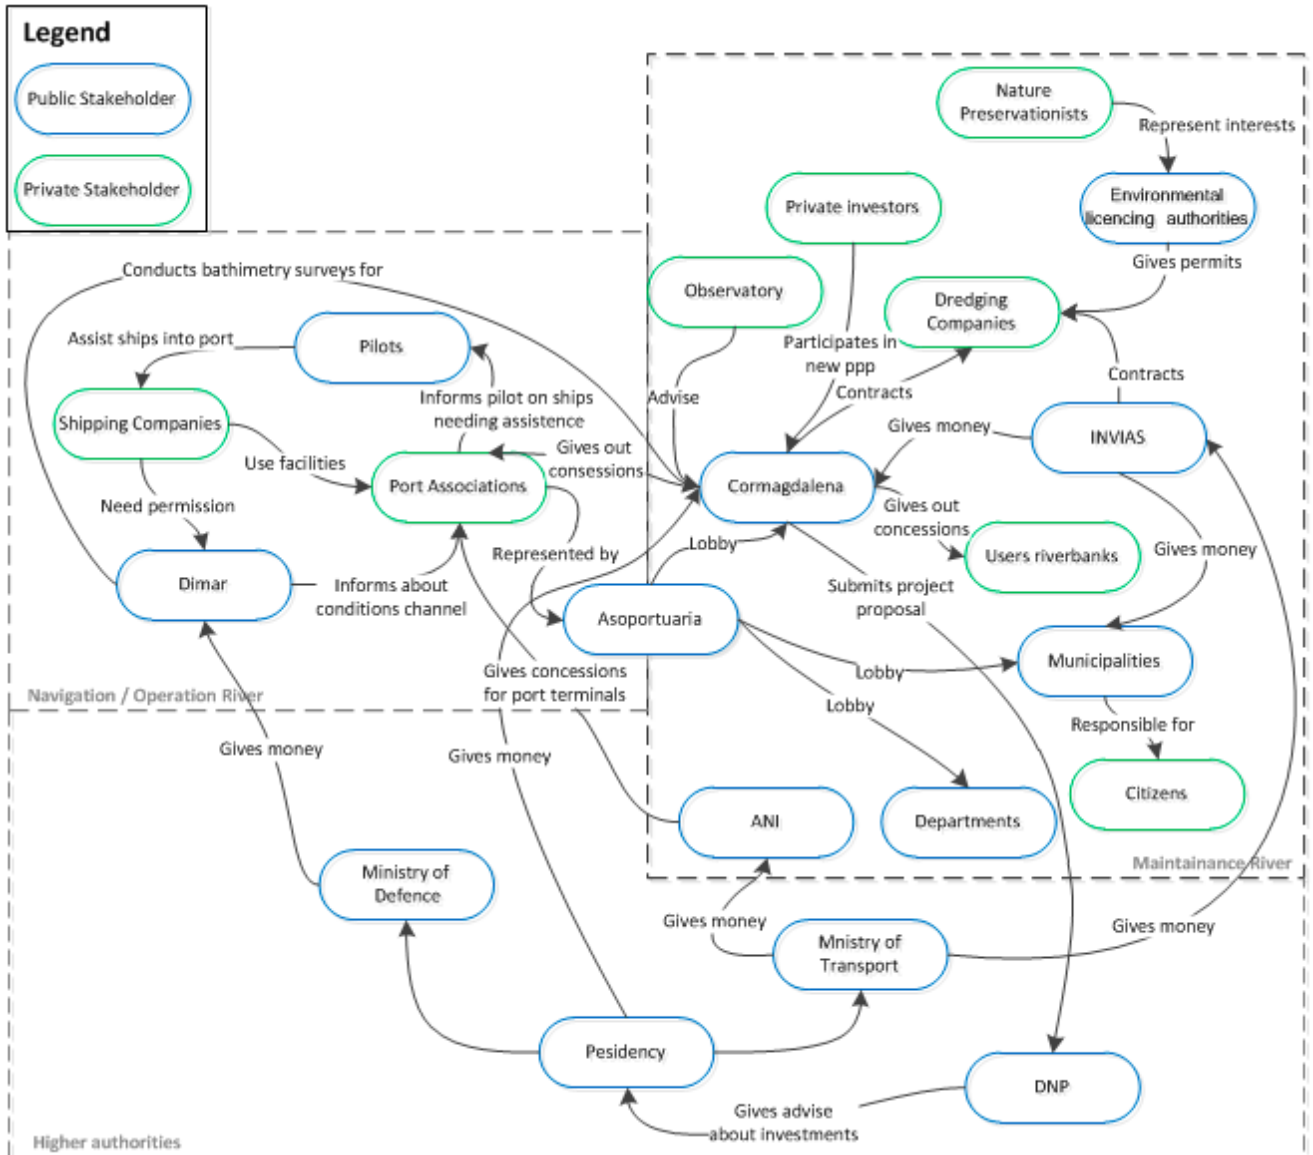 Legend
Public Stakeholder
Private Stakeholder
Nature
Preservationists
Represent interests
Private investors
Environmental
licencing authorities
Gives permits
Conducts bathimetry surveys for
Observatory
Dredging
Companies
Assist ships into port
Pilots
Participates in
new ppp
Contracts
Contracts
Informs pilot on ships
needing assistence
Advise
Shipping Companies
Gives money
INVIAS
Gives out
consessions
Use facilities
Port Associations
Cormagdalena
Need permission
Gives out
concessions
Represented by
Lobby
Users riverbanks
Gives money
Dimar
Informs about
conditions channel
Submits project
proposal
Asoportuaria
Gives concessions
for port terminals
Lobby
Municipalities
Navigation / Operation River
Lobby
Responsible for
Gives money
Gives money
ANI
Departments
Citizens
Maintainance River
Ministry of
Defence
Gives money
Mnistry of
Transport
Gives money
Pesidency
DNP
Gives advise
about investments
Higher authorities